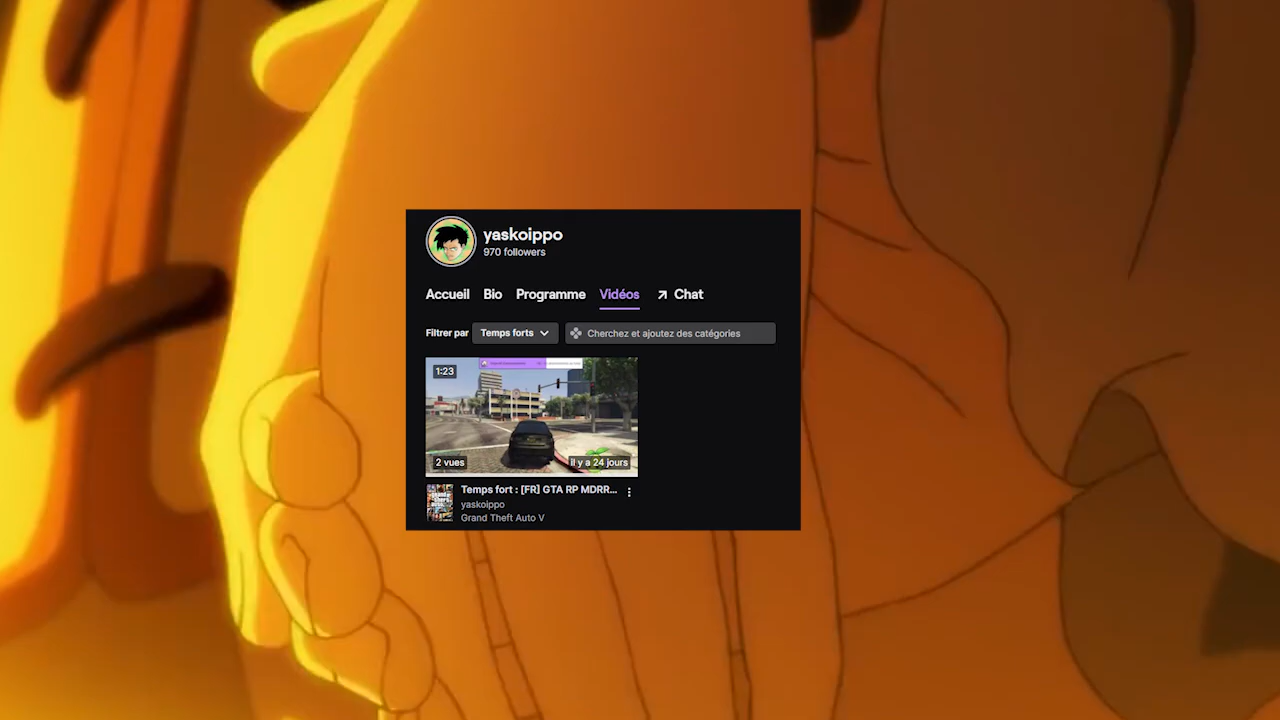 yaskoippo
970 followers
Accueil Bio Programme Vidéos Chat
Filtrer par Temps forts Cherchez et ajoutez des catégories
1:23
2 vues il y a 24 jours
Temps fort : [FR] GTA RP MDRR...
yaskoippo
Grand Theft Auto V